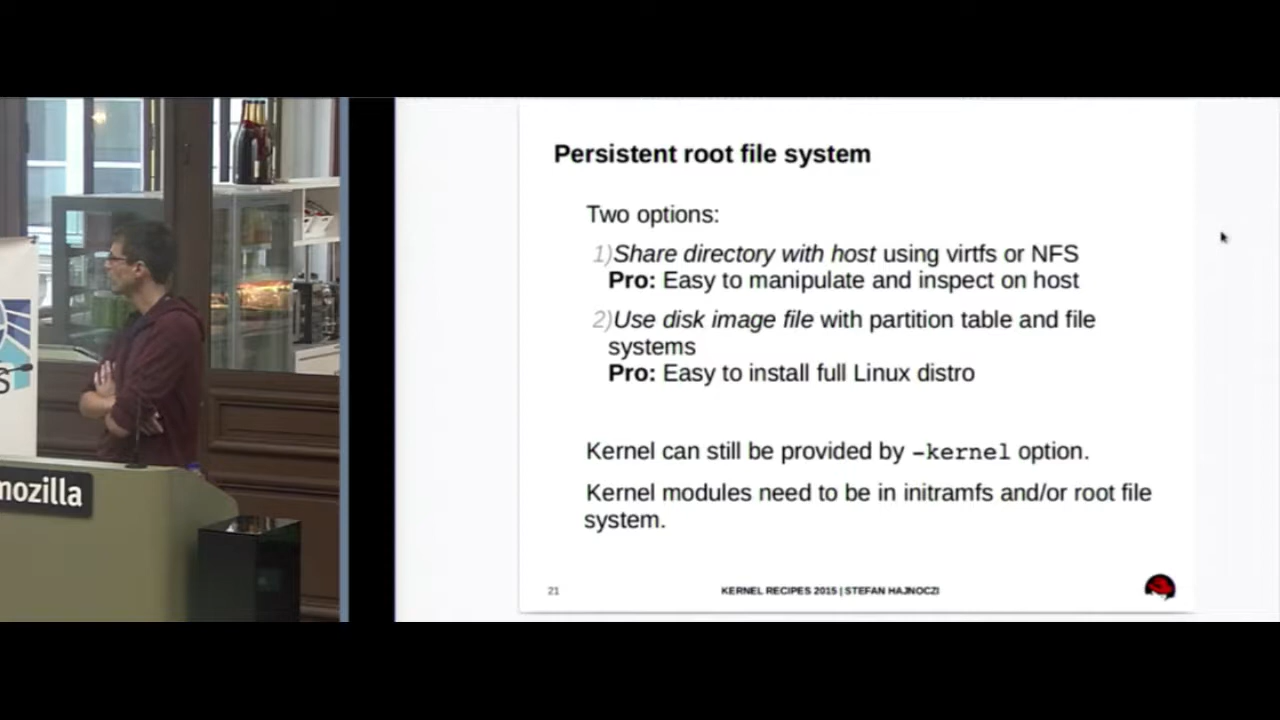 Persistent root file system
Two options:
1)Share directory with host using virtfs or NFS
Pro: Easy to manipulate and inspect on host
2)Use disk image file with partition table and file
systems
Pro: Easy to install full Linux distro
Kernel can still be provided by -kernel option.
Kernel modules need to be in initramfs and/or root file
system.
21
KERNEL RECIPES 2015 | STEFAN HAJNOCZI
mozilla